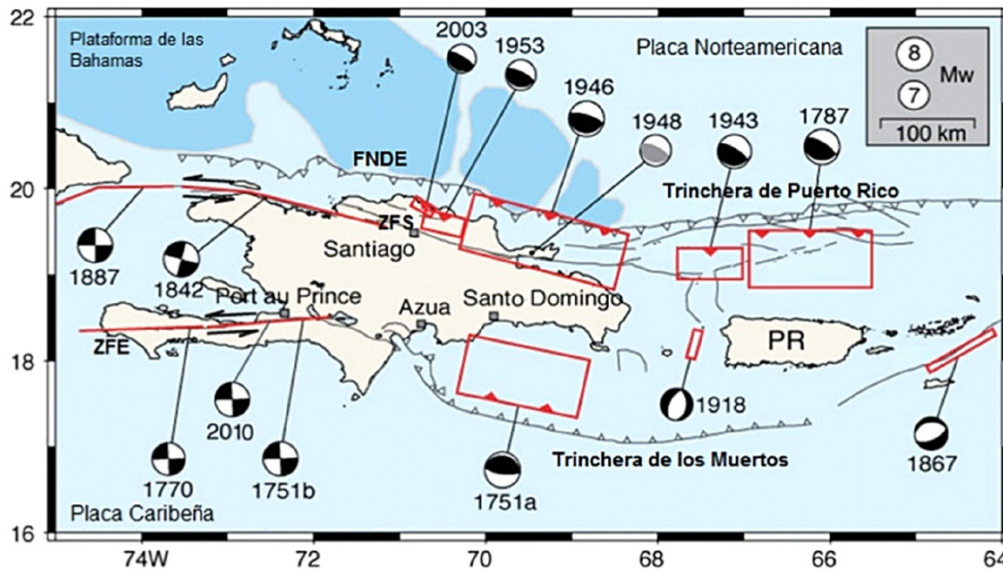 22
20
18
16
74W
72
70
68
66
64
Plataforma de las
Bahamas
Placa Norteamericana
8
7
Mw
100 km
2003
1953
1946
1948
1943
1787
FNDE
Trinchera de Puerto Rico
ZFS
Santiago
1887
1842
Port au Prince
Azua
Santo Domingo
PR
ZFE
2010
1918
1770
1751b
1751a
Trinchera de los Muertos
1867
Placa Caribeña